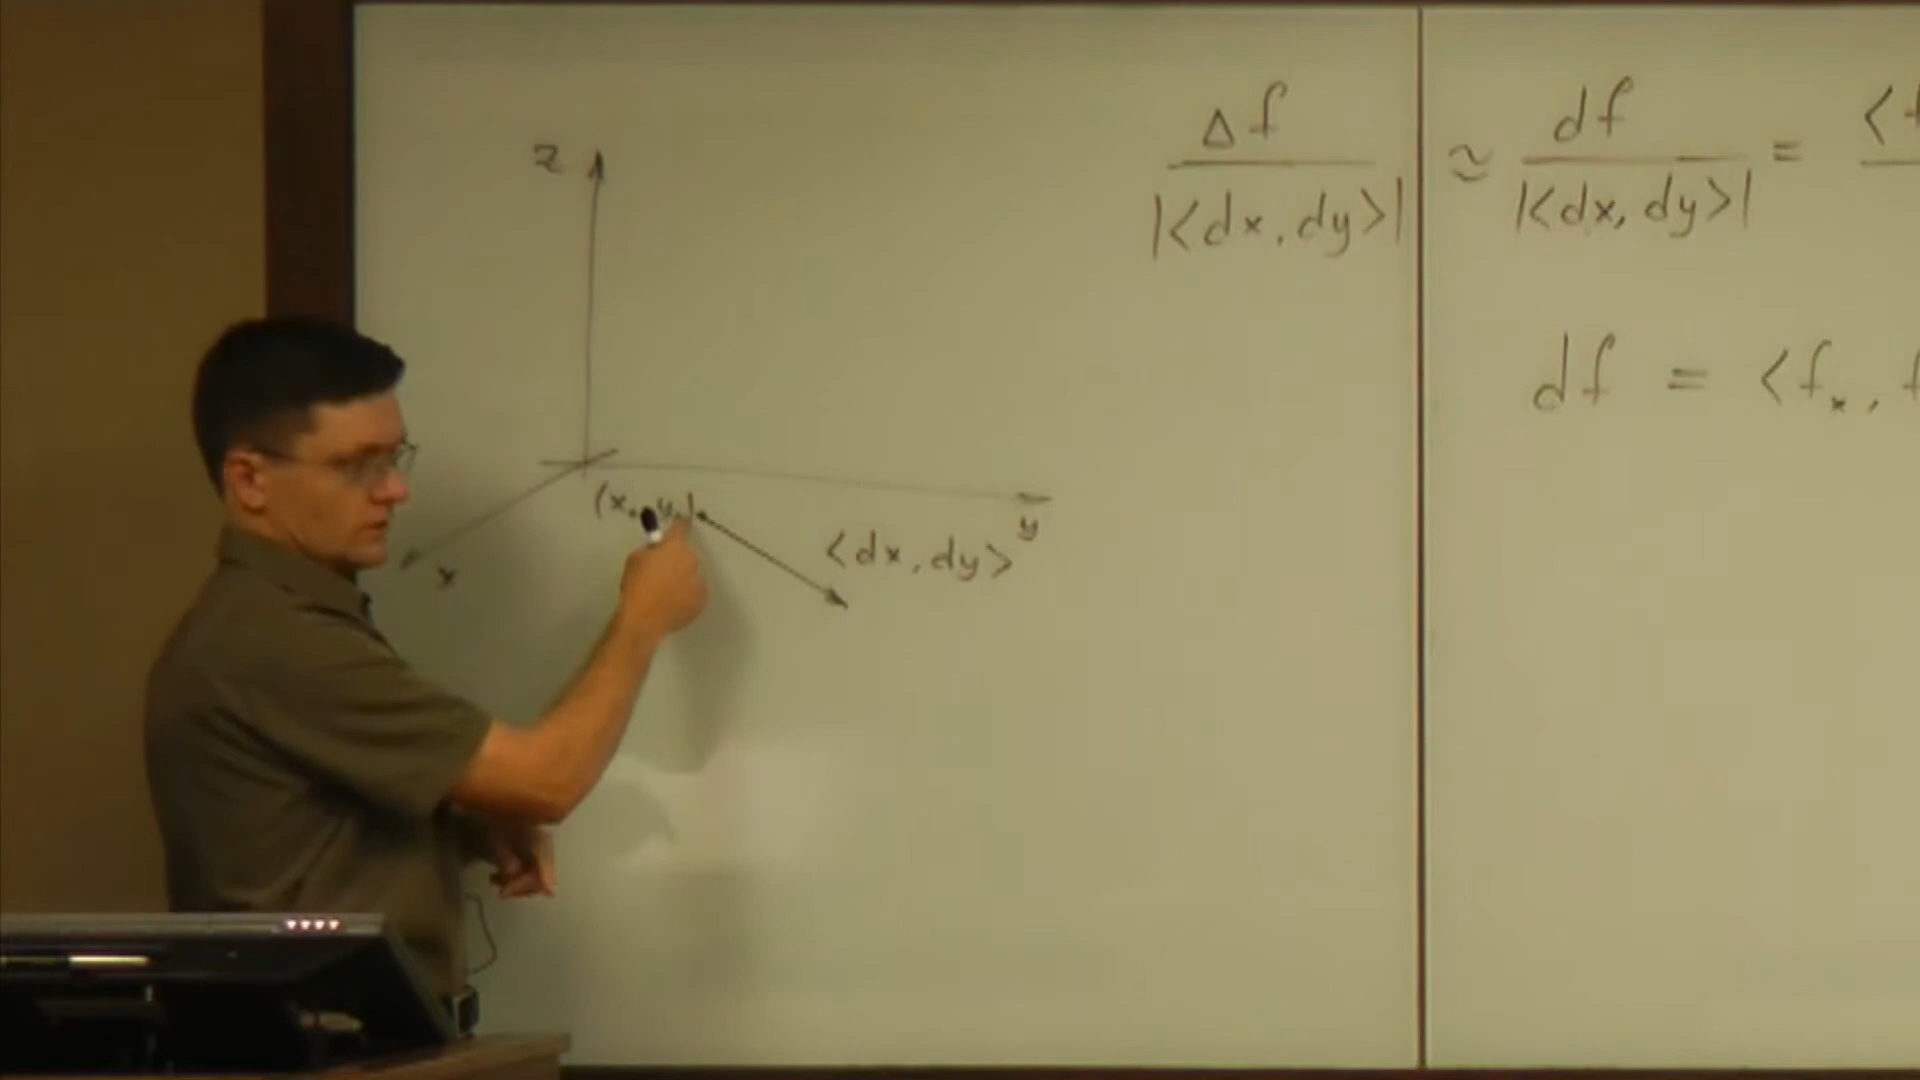 z
x
y
(x₀, y₀)
<dx, dy>
Δf / |<dx, dy>| ≈ df / |<dx, dy>| = <f
df = <fₓ, f